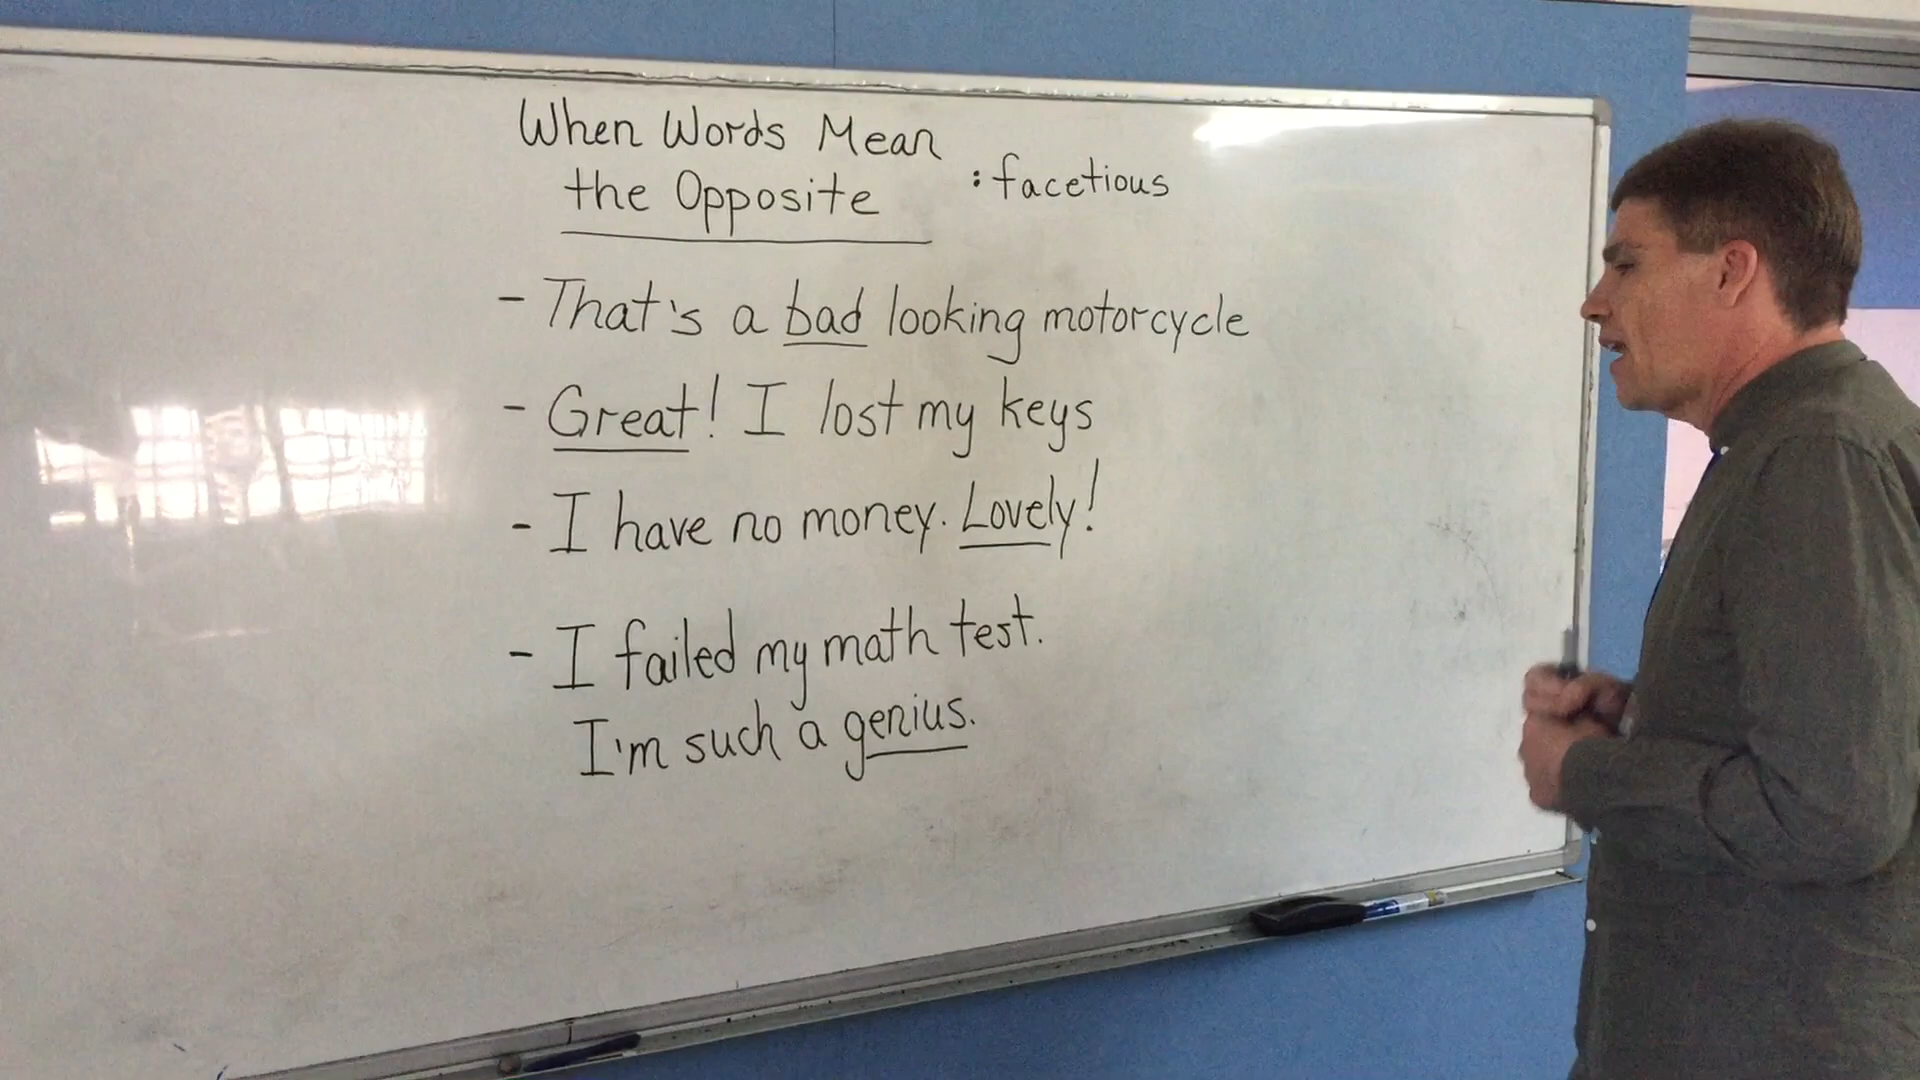 When Words Mean
the Opposite : facetious
- That's a bad looking motorcycle
- Great! I lost my keys
- I have no money. Lovely!
- I failed my math test.
I'm such a genius.